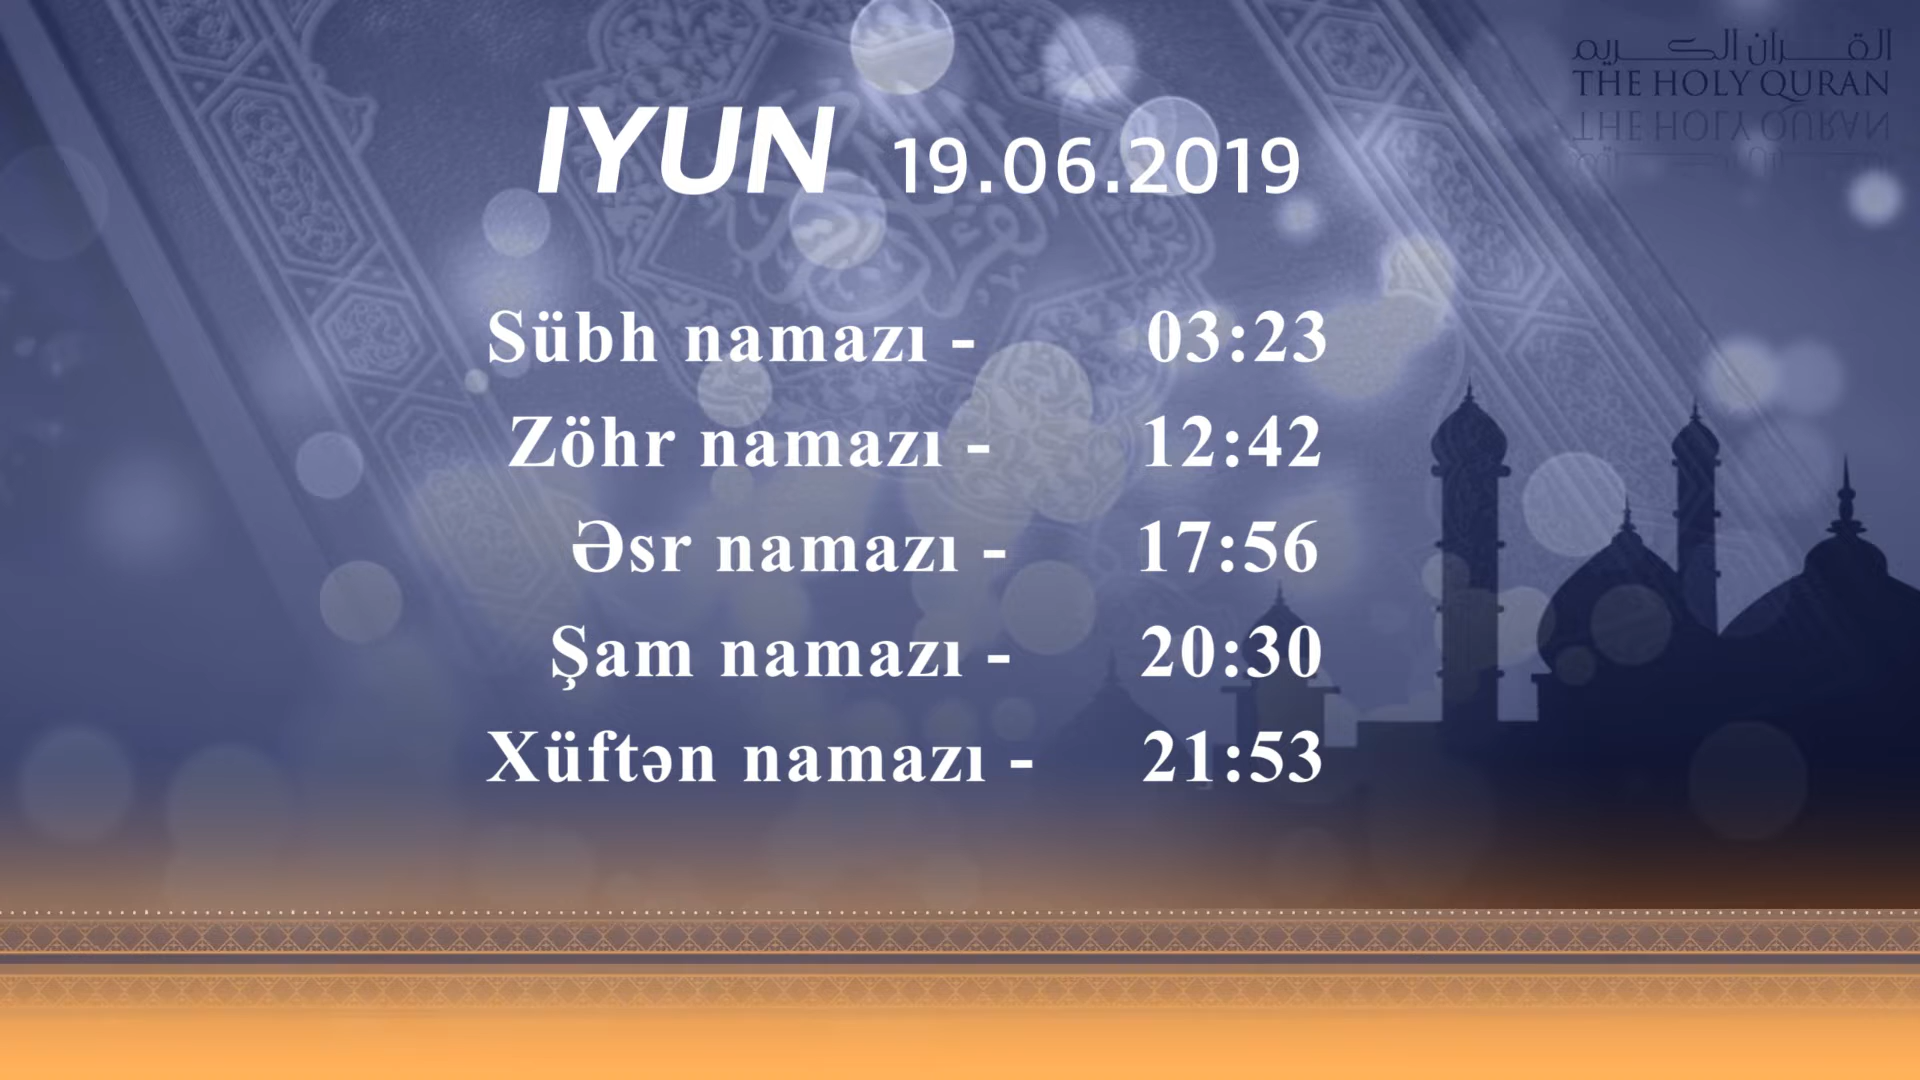 القرآن الكريم
THE HOLY QURAN
IYUN 19.06.2019
Sübh namazı - 03:23
Zöhr namazı - 12:42
Əsr namazı - 17:56
Şam namazı - 20:30
Xüftən namazı - 21:53